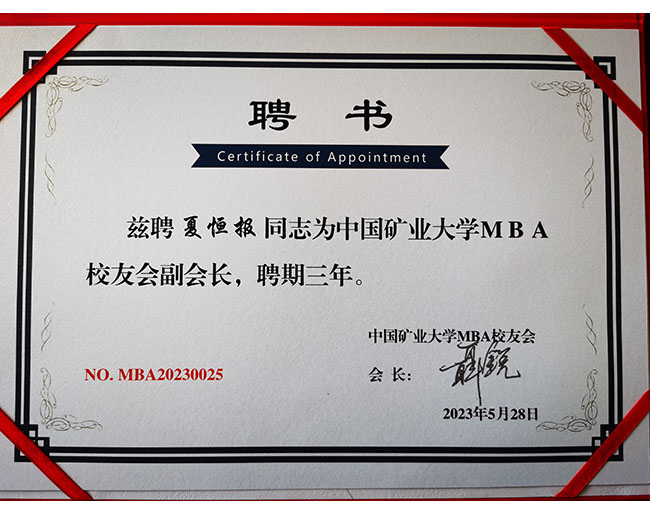 聘 书
Certificate of Appointment
兹聘 夏恒报 同志为中国矿业大学MBA
校友会副会长，聘期三年。
中国矿业大学MBA校友会
NO. MBA20230025
会 长：
2023年5月28日